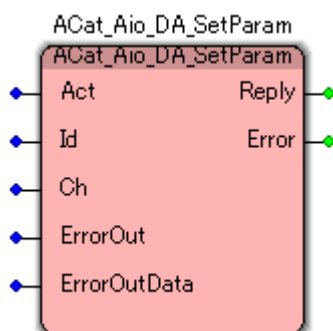 ACat_Aio_DA_SetParam
ACat_Aio_DA_SetParam
Act Reply
Id Error
Ch
ErrorOut
ErrorOutData